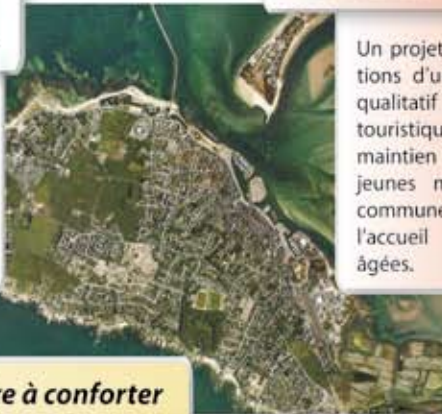 Un projet
tions d'u
qualitatif
touristiqu
maintien
jeunes m
commune
l'accueil
âgées.
re à conforter